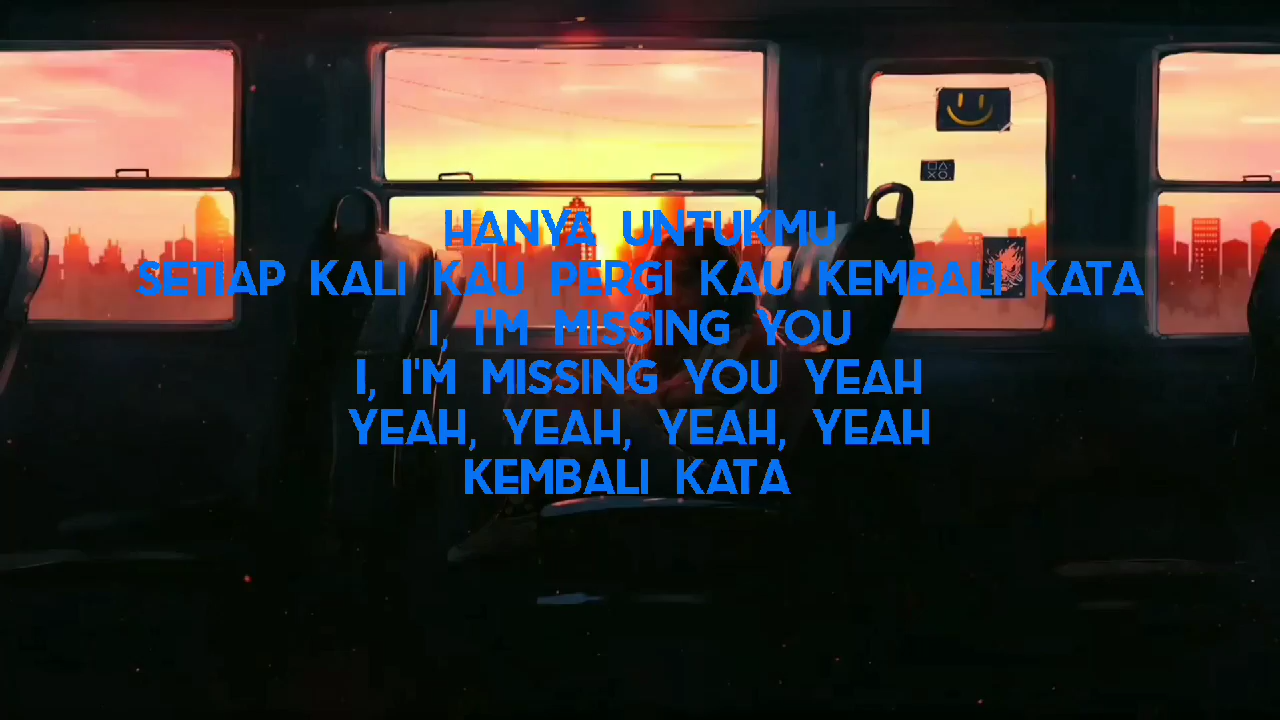 HANYA UNTUKMU
SETIAP KALI KAU PERGI KAU KEMBALI KATA
I, I'M MISSING YOU
I, I'M MISSING YOU YEAH
YEAH, YEAH, YEAH, YEAH
KEMBALI KATA